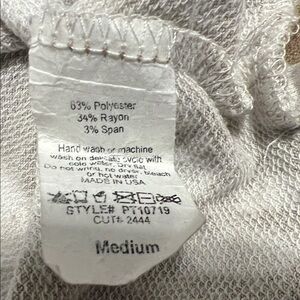 63% Polyester
34% Rayon
3% Span
Hand wash or machine
wash on delicate cycle with
cold water. Dry flat.
Do not wring, no dryer, bleach
or hot water
MADE IN USA
STYLE# PT10719
CUT# 2444
Medium